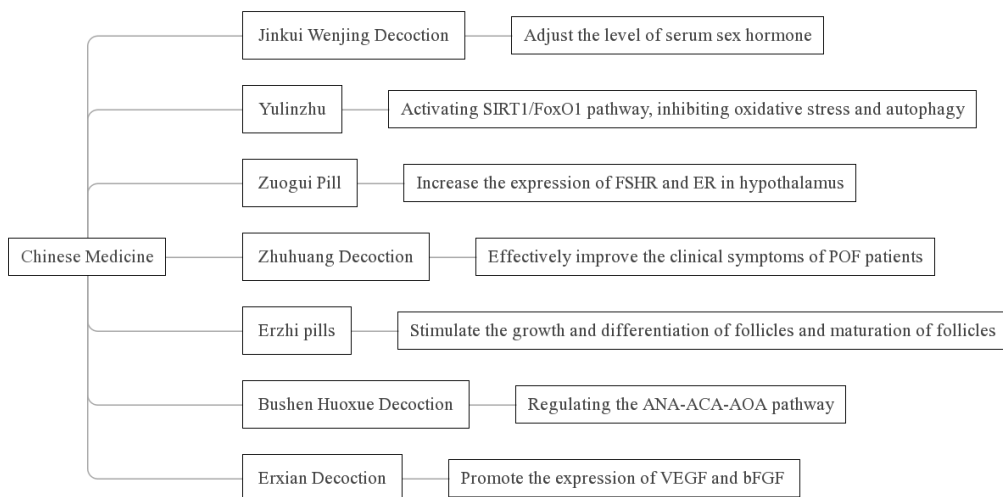 Jinkui Wenjing Decoction
Adjust the level of serum sex hormone
Yulinzhu
Activating SIRT1/FoxO1 pathway, inhibiting oxidative stress and autophagy
Zuogui Pill
Increase the expression of FSHR and ER in hypothalamus
Chinese Medicine
Zhuhuang Decoction
Effectively improve the clinical symptoms of POF patients
Erzhi pills
Stimulate the growth and differentiation of follicles and maturation of follicles
Bushen Huoxue Decoction
Regulating the ANA-ACA-AOA pathway
Erxian Decoction
Promote the expression of VEGF and bFGF